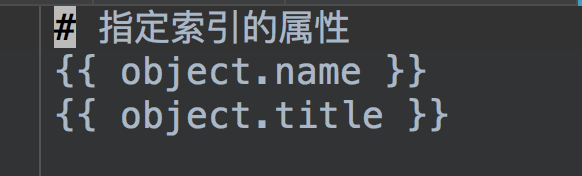 # 指定索引的属性
{{ object.name }}
{{ object.title }}